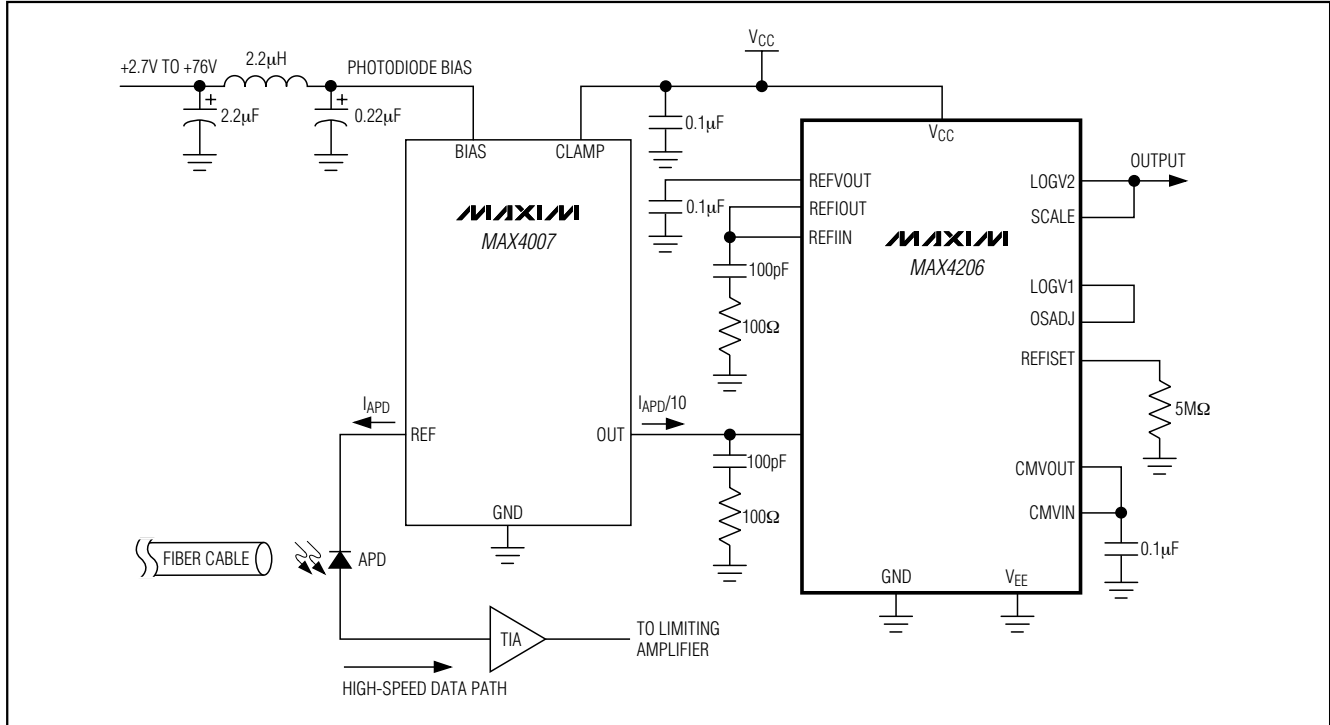 +2.7V TO +76V
2.2µH
PHOTODIODE BIAS
2.2µF
0.22µF
+
+
VCC
0.1µF
BIAS
CLAMP
MAXIM
MAX4007
REF
OUT
GND
IAPD
IAPD/10
0.1µF
100pF
100Ω
100pF
100Ω
VCC
REFVOUT
REFIOUT
REFIIN
MAXIM
MAX4206
LOGV2
SCALE
LOGV1
OSADJ
REFISET
CMVOUT
CMVIN
GND
VEE
OUTPUT
5MΩ
0.1µF
FIBER CABLE
APD
TIA
TO LIMITING
AMPLIFIER
HIGH-SPEED DATA PATH